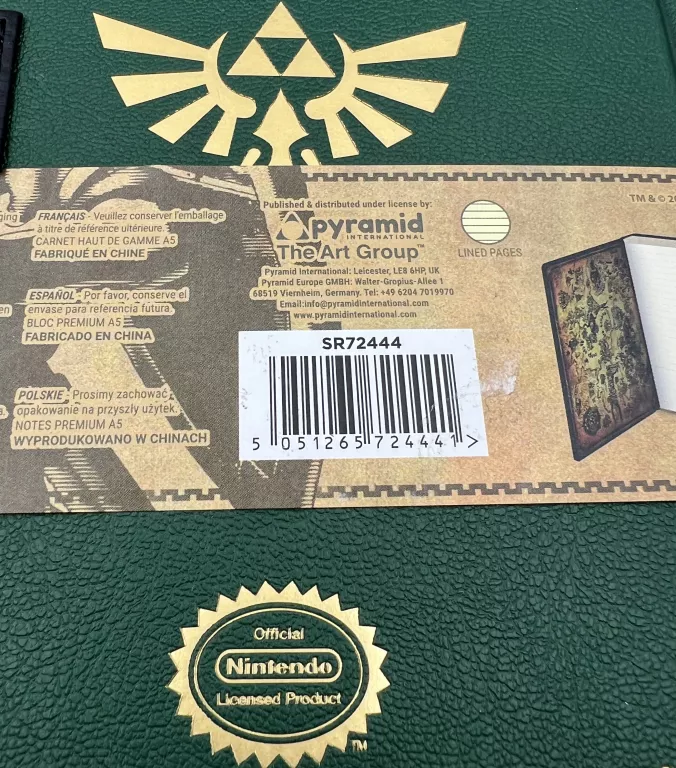 ging
en
a.
FRANÇAIS - Veuillez conserver l'emballage
à titre de référence ultérieure.
CARNET HAUT DE GAMME A5
FABRIQUÉ EN CHINE
ESPAÑOL - Por favor, conserve el
envase para referencia futura.
BLOC PREMIUM A5
FABRICADO EN CHINA
POLSKIE - Prosimy zachować
opakowanie na przyszły użytek.
NOTES PREMIUM A5
WYPRODUKOWANO W CHINACH
Published & distributed under license by:
pyramid
INTERNATIONAL
The Art Group™
Pyramid International: Leicester, LE8 6HP, UK
Pyramid Europe GMBH: Walter-Gropius-Allee 1
68519 Viernheim, Germany. Tel: +49 6204 7019970
Email:info@pyramidinternational.com
www.pyramidinternational.com
LINED PAGES
TM & © 20
SR72444
5 051265 724441 >
Official
Nintendo
Licensed Product
TM